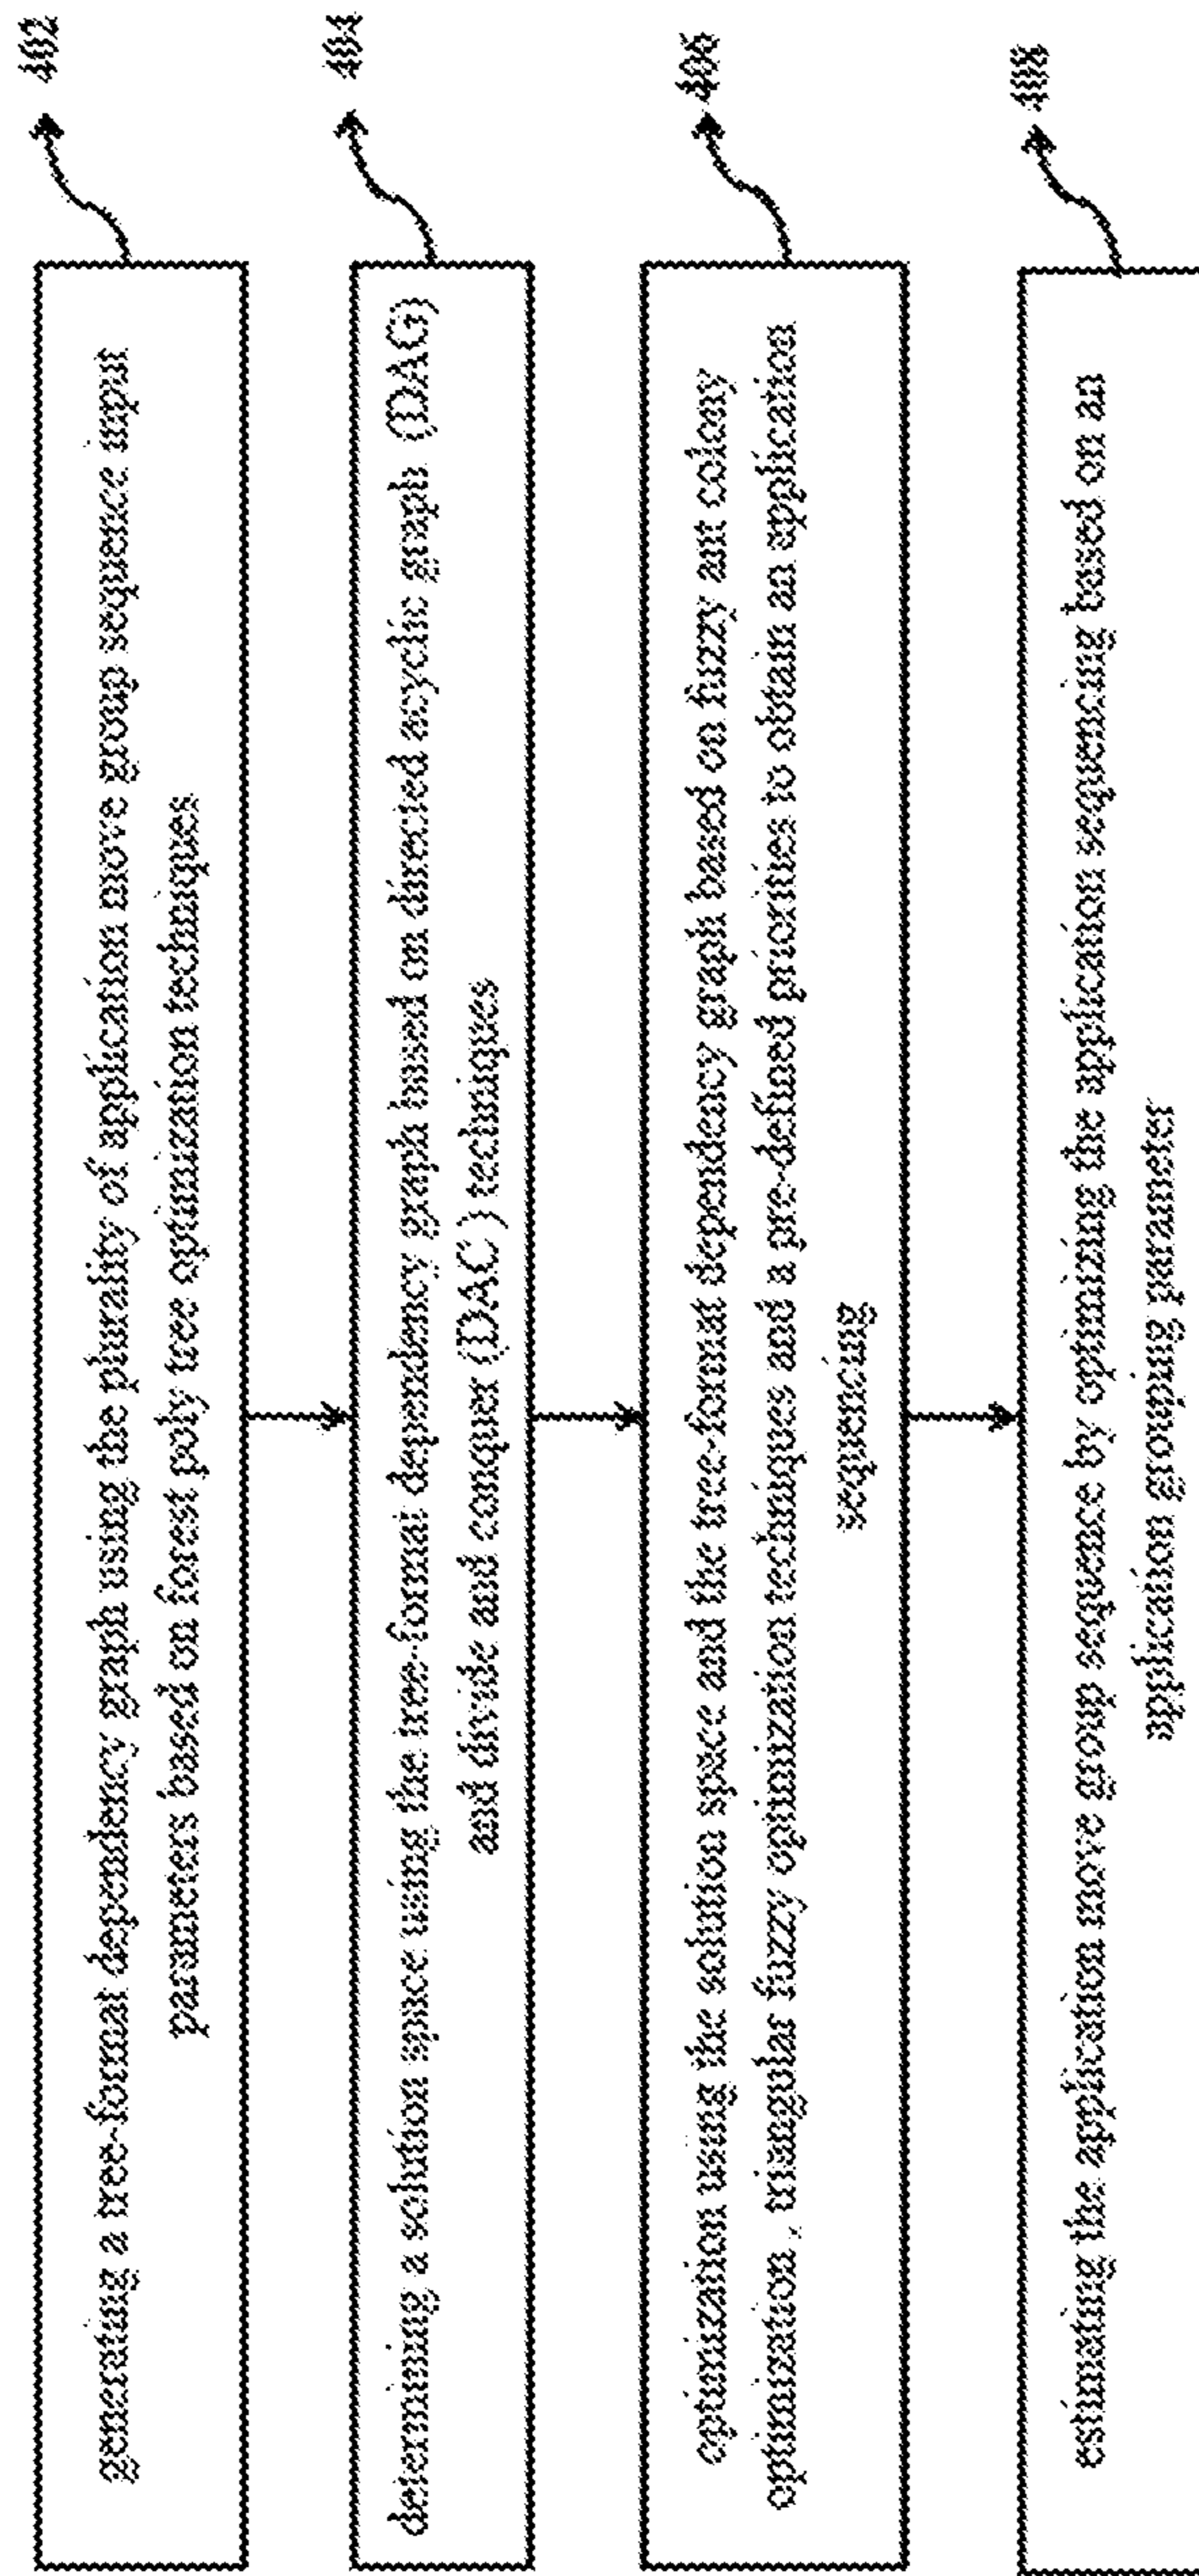 402
generating a tree-format dependency graph using the plurality of application move group sequence input
parameters based on forest poly tree optimization techniques
404
determining a solution space using the tree-format dependency graph based on directed acyclic graph (DAG)
and divide and conquer (DAC ) techniques
406
optimization using the solution space and the tree-format dependency graph based on fuzzy ant colony
optimization , triangular fuzzy optimization techniques and a pre-defined priorities to obtain an application
sequencing
408
estimating the application move group sequence by optimizing the application sequencing based on an
application grouping parameter